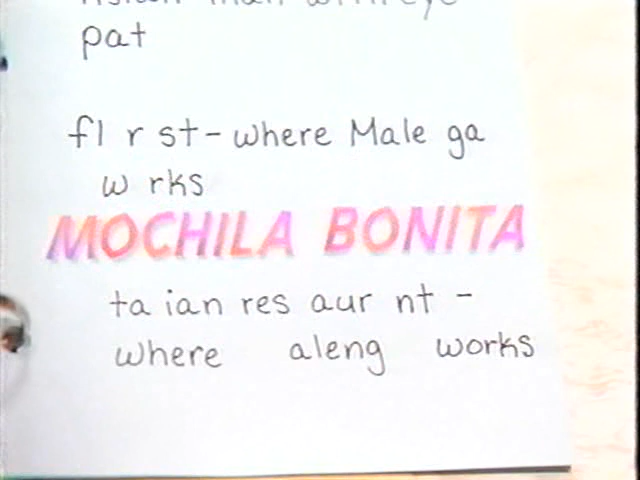 pat
fl r st - where Male ga
w rks
MOCHILA BONITA
ta ian res aur nt -
where aleng works